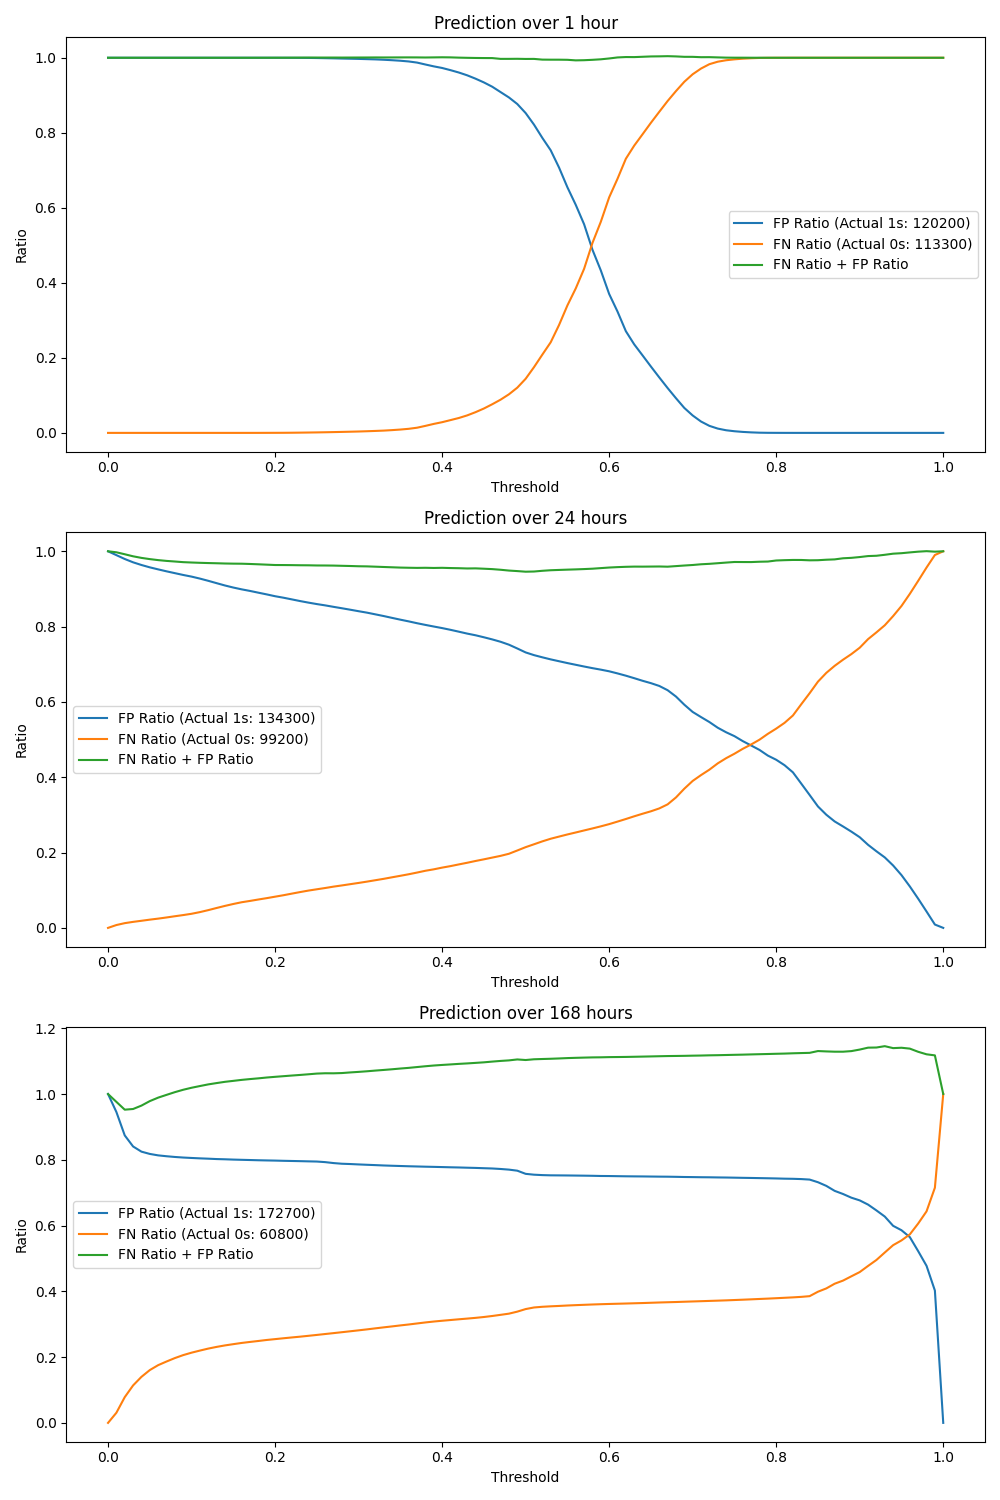 Prediction over 1 hour
Ratio
1.0
0.8
0.6
0.4
0.2
0.0
FP Ratio (Actual 1s: 120200)
FN Ratio (Actual 0s: 113300)
FN Ratio + FP Ratio
0.0 0.2 0.4 0.6 0.8 1.0
Threshold
Prediction over 24 hours
Ratio
1.0
0.8
0.6
0.4
0.2
0.0
FP Ratio (Actual 1s: 134300)
FN Ratio (Actual 0s: 99200)
FN Ratio + FP Ratio
0.0 0.2 0.4 0.6 0.8 1.0
Threshold
Prediction over 168 hours
Ratio
1.2
1.0
0.8
0.6
0.4
0.2
0.0
FP Ratio (Actual 1s: 172700)
FN Ratio (Actual 0s: 60800)
FN Ratio + FP Ratio
0.0 0.2 0.4 0.6 0.8 1.0
Threshold